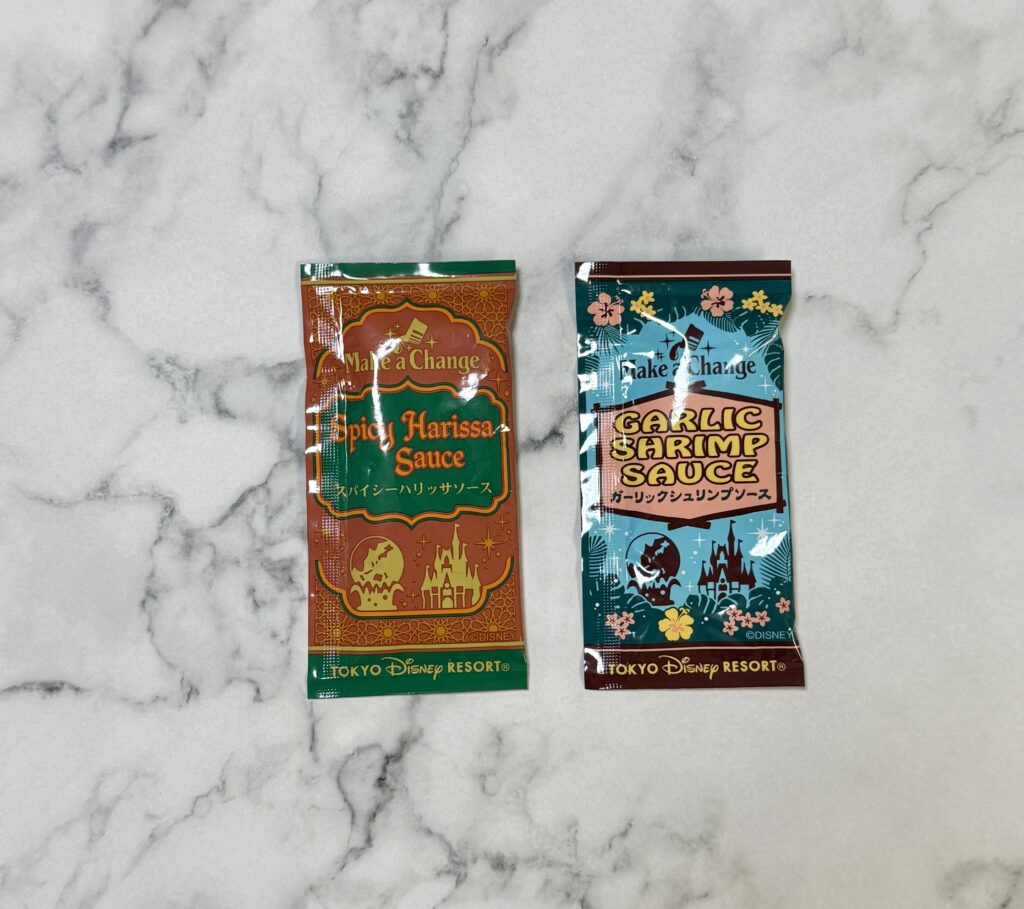 Make a Change
Spicy Harissa
Sauce
スパイシーハリッサソース
©DISNEY
TOKYO Disney RESORT®
Make a Change
GARLIC
SHRIMP
SAUCE
ガーリックシュリンプソース
©DISNEY
TOKYO Disney RESORT®